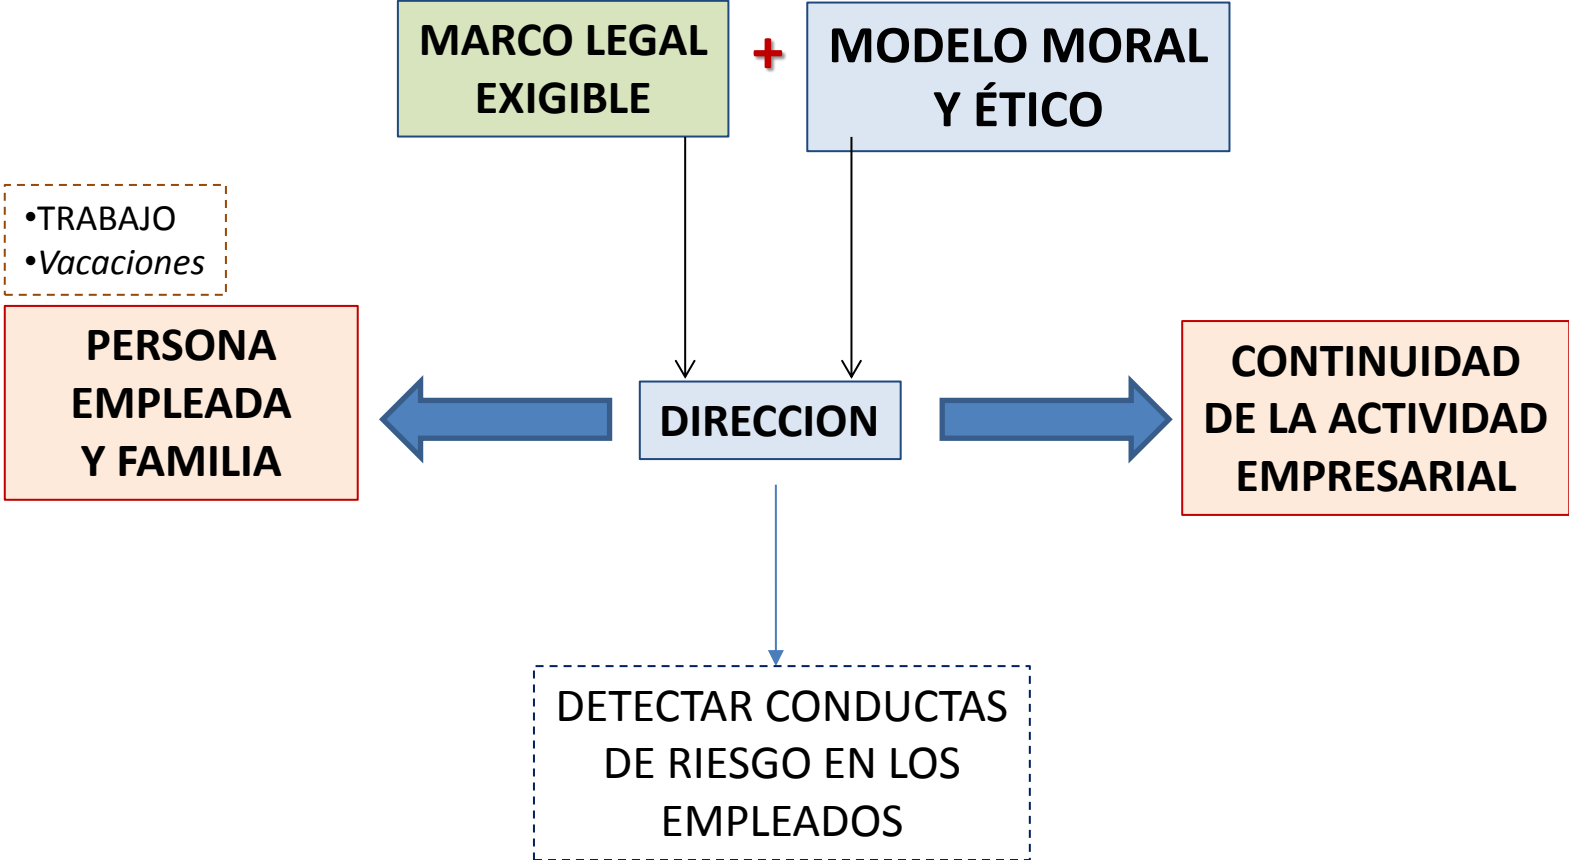 MARCO LEGAL
EXIGIBLE
+
MODELO MORAL
Y ÉTICO
•TRABAJO
•Vacaciones
PERSONA
EMPLEADA
Y FAMILIA
DIRECCION
CONTINUIDAD
DE LA ACTIVIDAD
EMPRESARIAL
DETECTAR CONDUCTAS
DE RIESGO EN LOS
EMPLEADOS